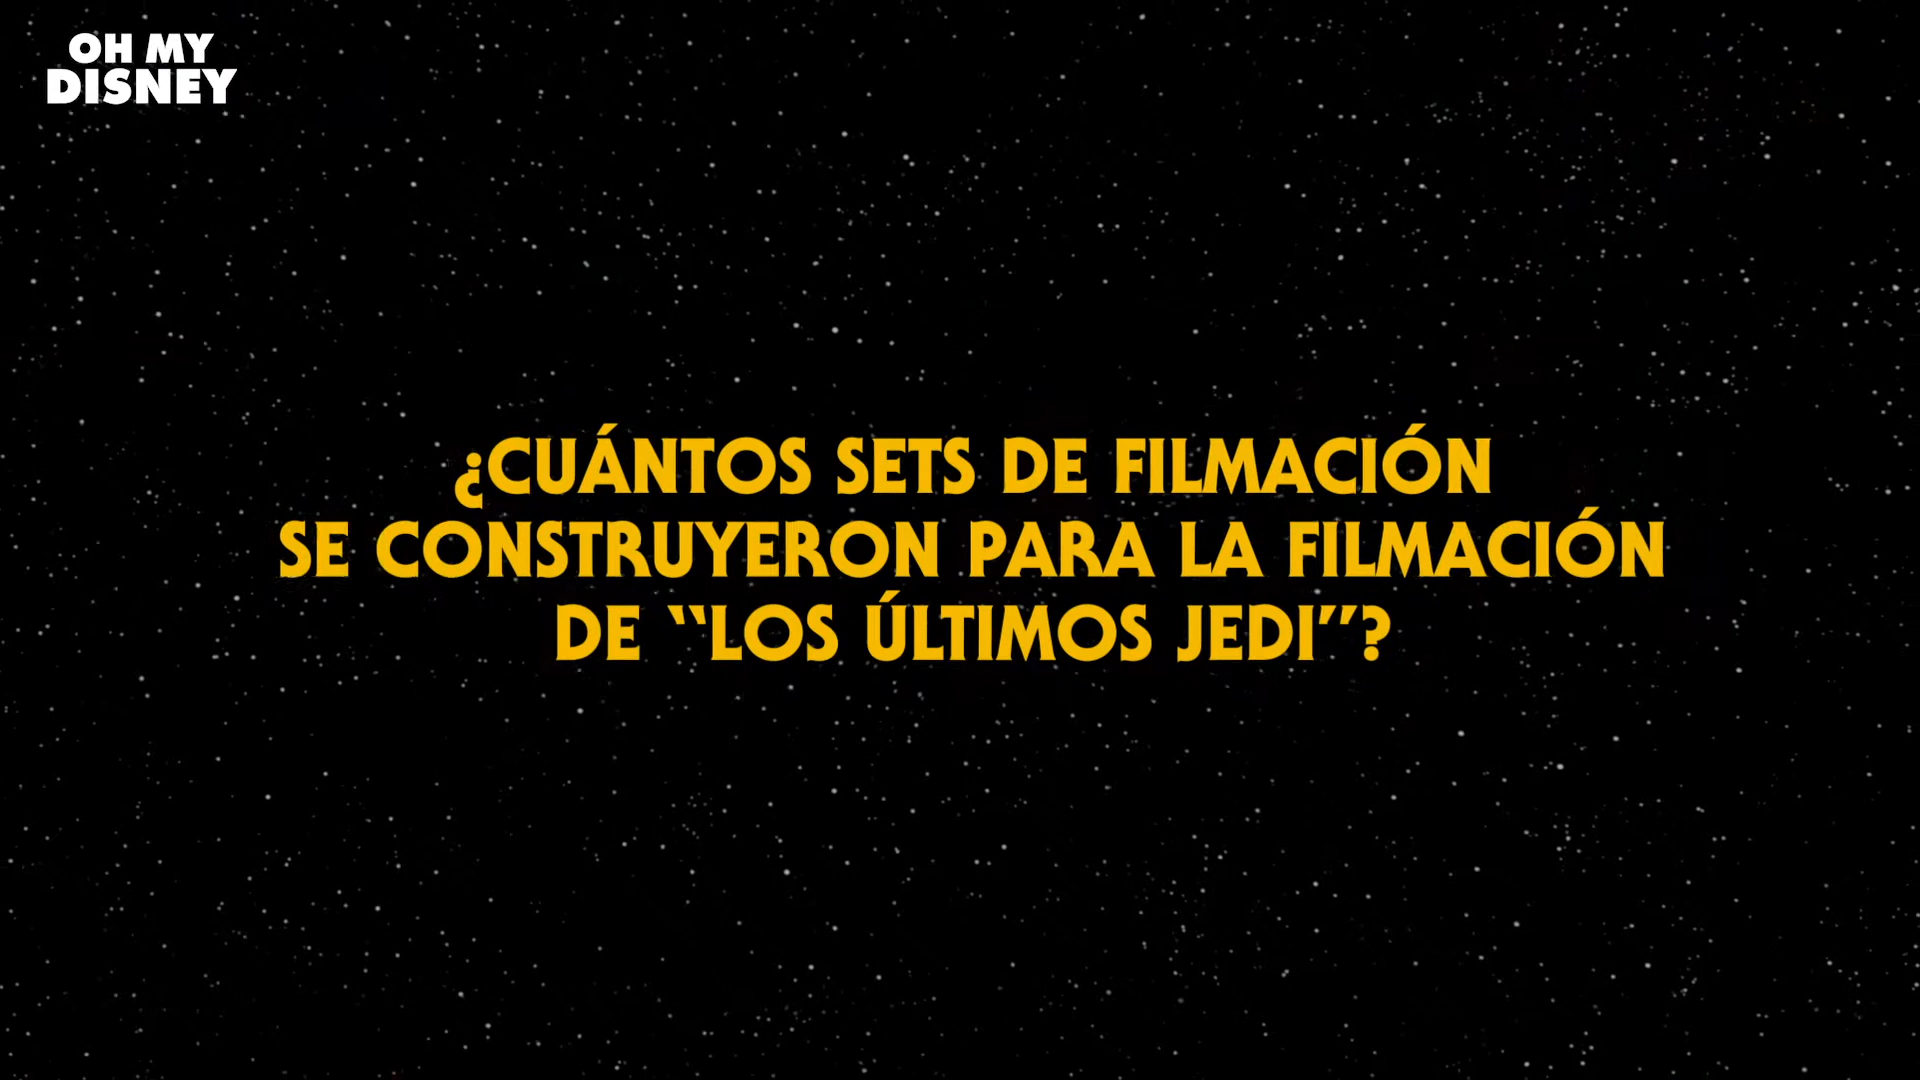 OH MY
DISNEY
¿CUÁNTOS SETS DE FILMACIÓN
SE CONSTRUYERON PARA LA FILMACIÓN
DE “LOS ÚLTIMOS JEDI”?